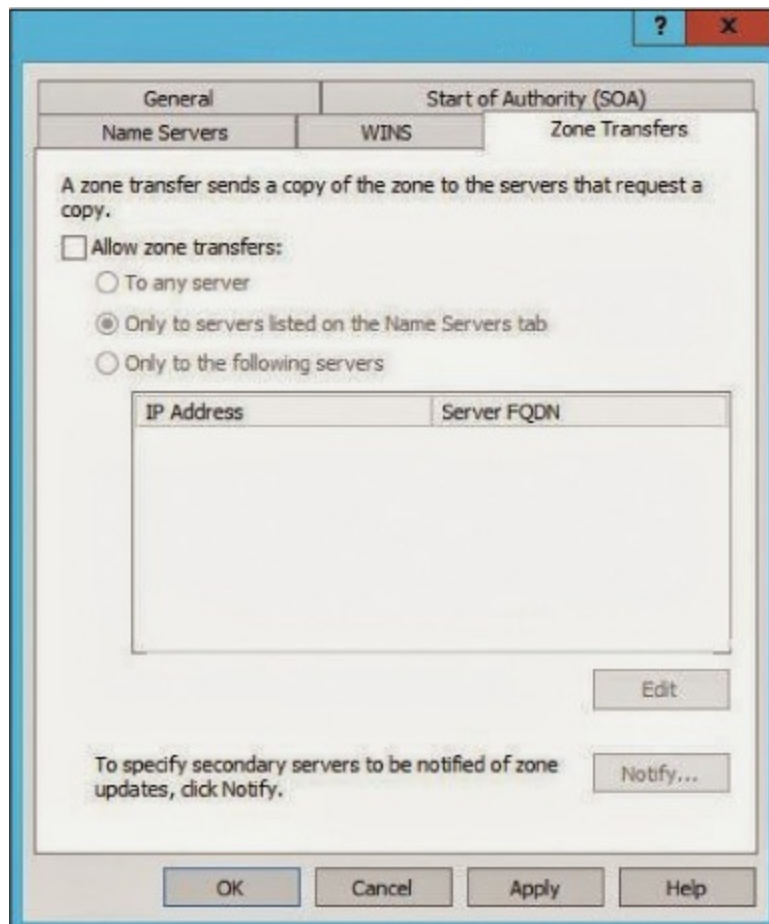 ?
x
General
Start of Authority (SOA)
Name Servers
WINS
Zone Transfers
A zone transfer sends a copy of the zone to the servers that request a
copy.
Allow zone transfers:
To any server
Only to servers listed on the Name Servers tab
Only to the following servers
IP Address
Server FQDN
Edit
To specify secondary servers to be notified of zone
updates, click Notify.
Notify...
OK
Cancel
Apply
Help